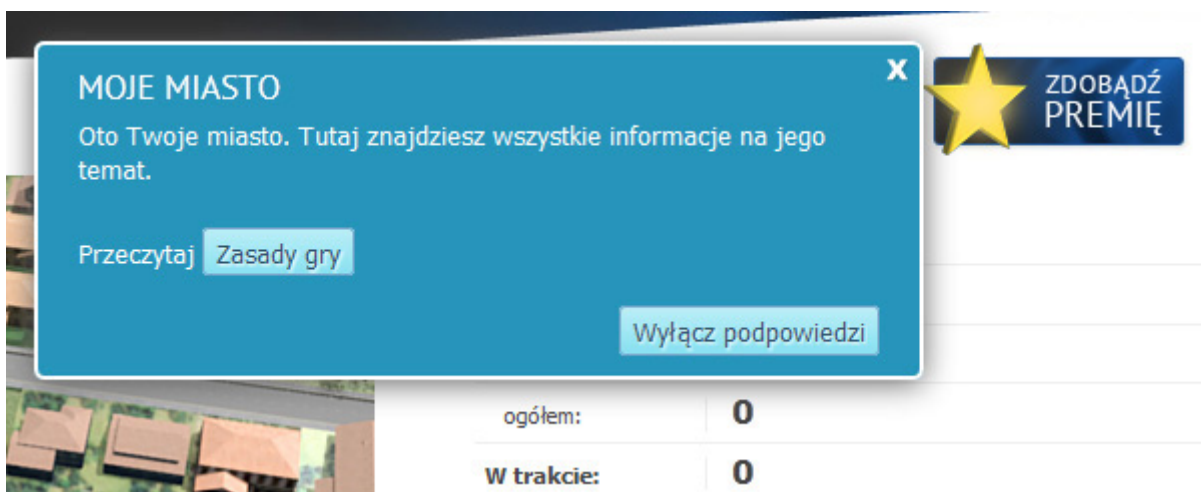 MOJE MIASTO
X
Oto Twoje miasto. Tutaj znajdziesz wszystkie informacje na jego
temat.
Przeczytaj Zasady gry
Wyłącz podpowiedzi
ZDOBĄDŹ
PREMIĘ
ogółem: 0
W trakcie: 0